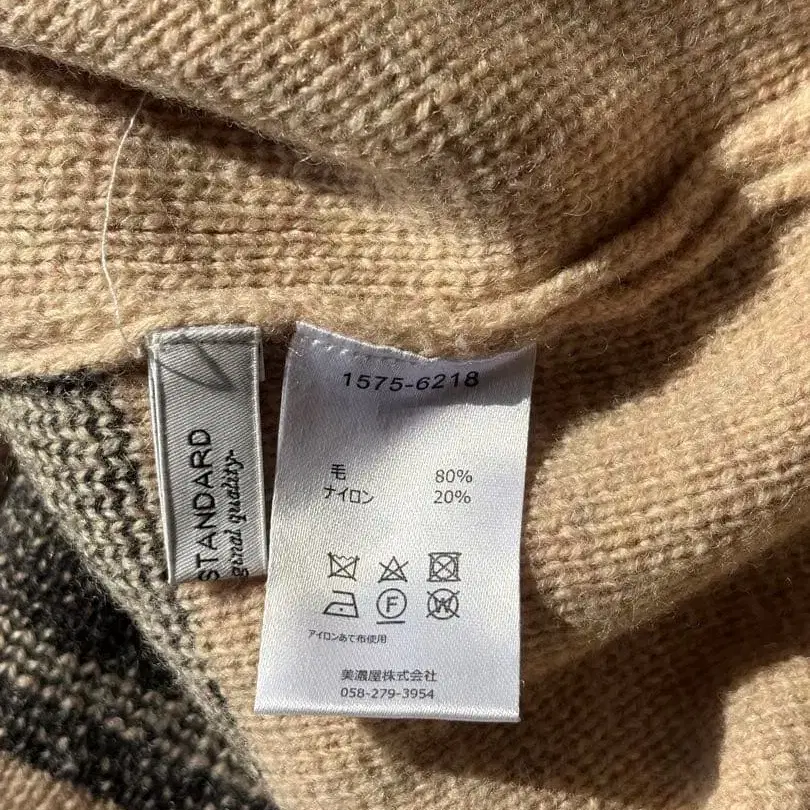 STANDARD
ginal quality.
1575-6218
毛 80%
ナイロン 20%
F
W
アイロンあて布使用
美濃屋株式会社
058-279-3954